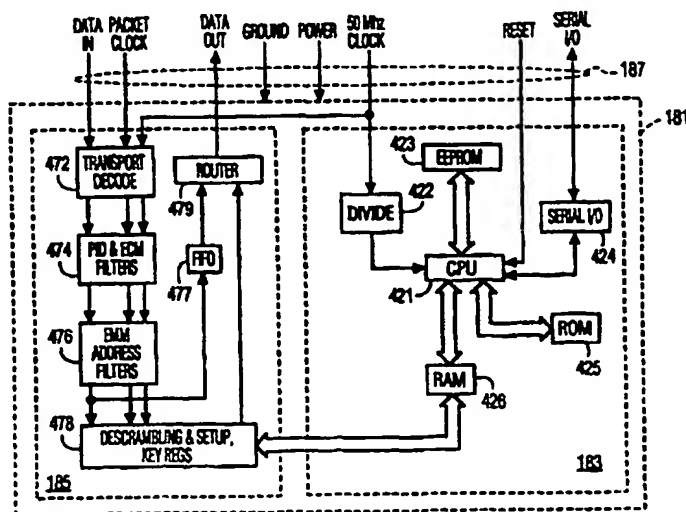 DATA IN
PACKET CLOCK
DATA OUT
GROUND
POWER
50 Mhz CLOCK
RESET
SERIAL I/O
187
181
472
TRANSPORT DECODE
479
ROUTER
423
EEPROM
422
DIVIDE
SERIAL I/O
424
474
PID & ECM FILTERS
FIFO
477
CPU
421
476
EMM ADDRESS FILTERS
ROM
425
RAM
426
478
DESCRAMBLING & SETUP, KEY REGS
185
183